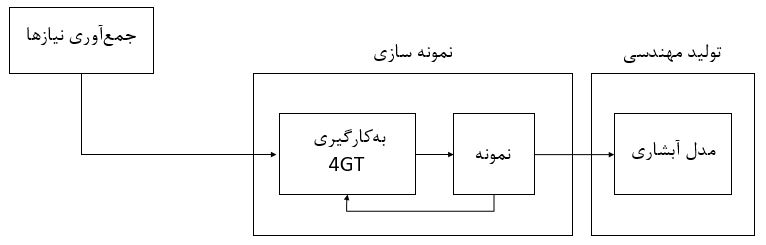 جمع‌آوری نیازها
نمونه سازی
تولید مهندسی
به‌کارگیری
4GT
نمونه
مدل آبشاری